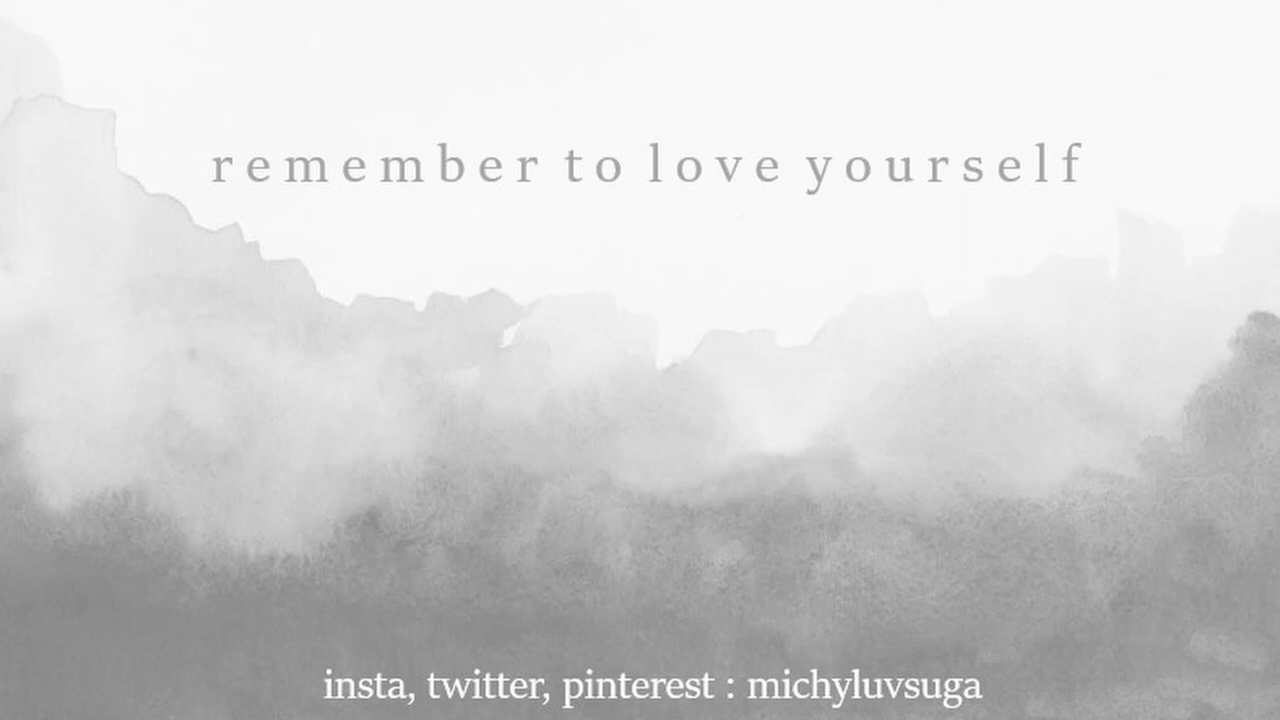 remember to love yourself
insta, twitter, pinterest : michyluvsuga